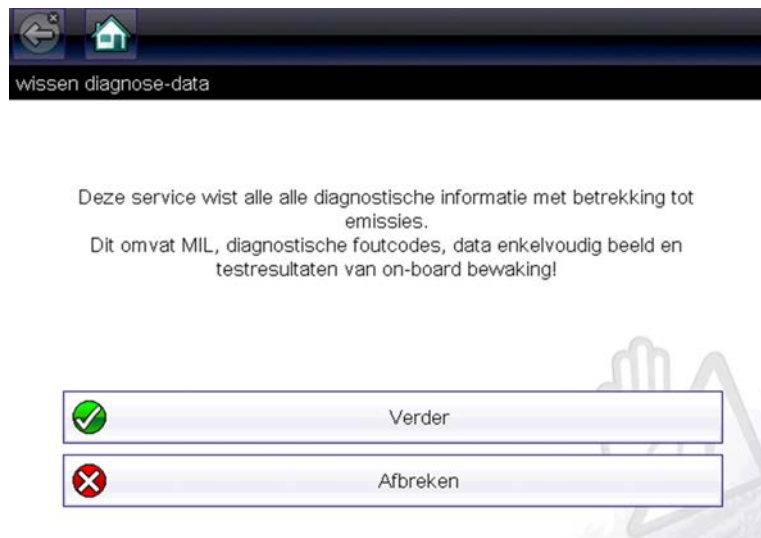 wissen diagnose-data
Deze service wist alle alle diagnostische informatie met betrekking tot
emissies.
Dit omvat MIL, diagnostische foutcodes, data enkelvoudig beeld en
testresultaten van on-board bewaking!
Verder
Afbreken